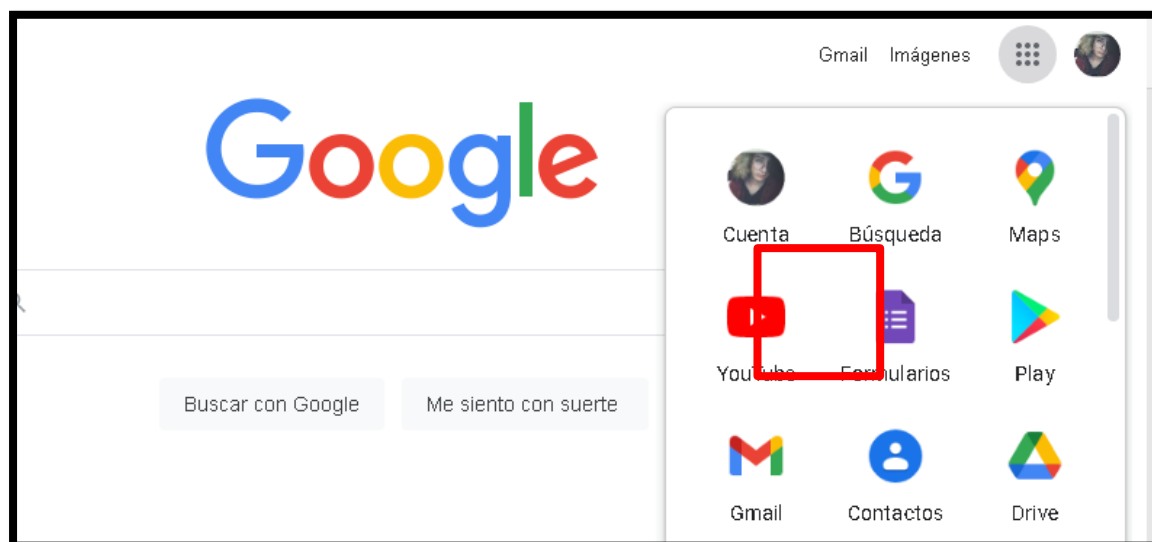 Gmail Imágenes
Google
Cuenta Búsqueda Maps
YouTube Formularios Play
Buscar con Google Me siento con suerte
Gmail Contactos Drive